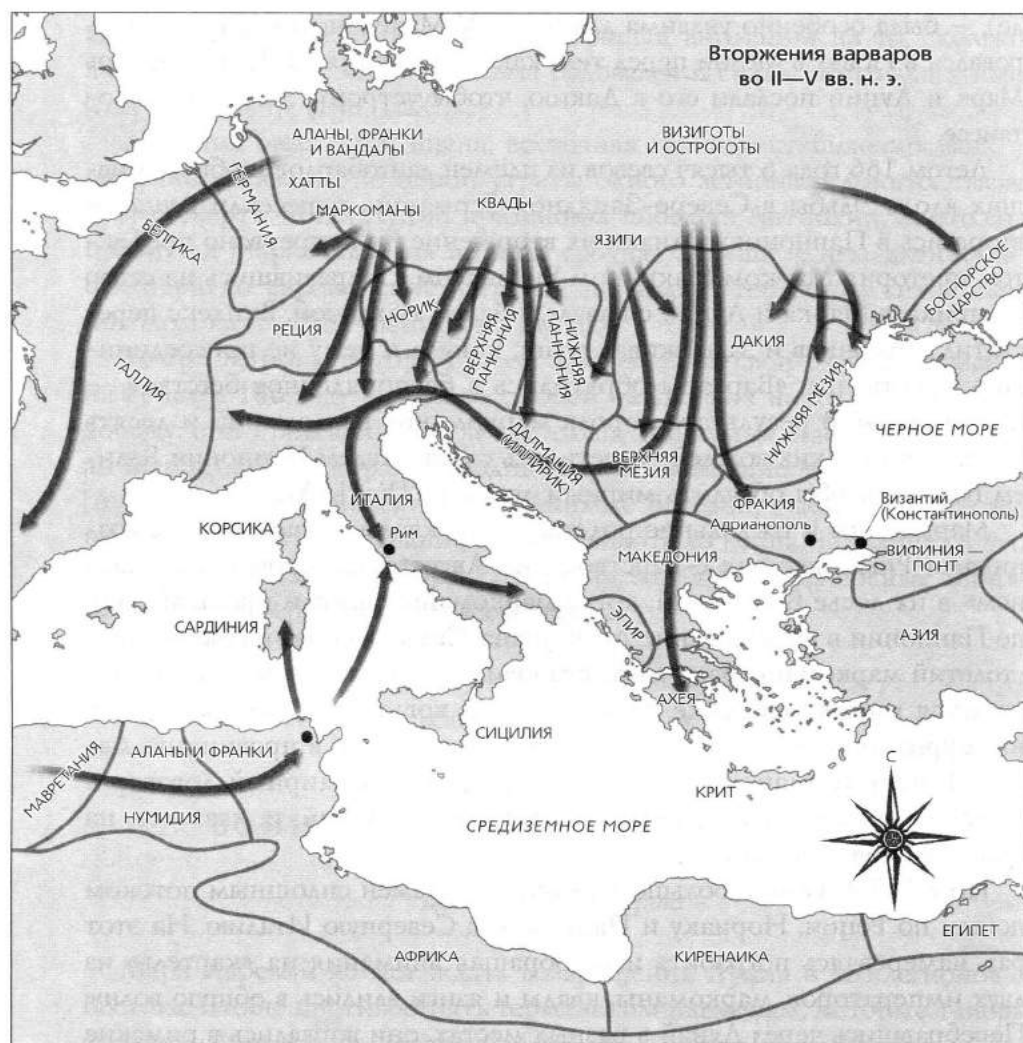 Вторжения варваров
во II—V вв. н. э.
АЛАНЫ, ФРАНКИ
И ВАНДАЛЫ
ВИЗИГОТЫ
И ОСТРОГОТЫ
ГЕРМАНИЯ
ХАТТЫ
МАРКОМАНЫ
КВАДЫ
БЕЛГИКА
ЯЗИГИ
БОСПОРСКОЕ
ЦАРСТВО
РЕЦИЯ
НОРИК
ВЕРХНЯЯ
ПАННОНИЯ
НИЖНЯЯ
ПАННОНИЯ
ДАКИЯ
ГАЛЛИЯ
НИЖНЯЯ МЕЗИЯ
ЧЕРНОЕ МОРЕ
ДАЛМАЦИЯ
(ИЛЛИРИК)
ВЕРХНЯЯ
МЕЗИЯ
ИТАЛИЯ
ФРАКИЯ
Византий
(Константинополь)
КОРСИКА
Рим
Адрианополь
МАКЕДОНИЯ
ВИФИНИЯ —
ПОНТ
САРДИНИЯ
ЭПИР
АЗИЯ
АХЕЯ
СИЦИЛИЯ
АЛАНЫ И ФРАНКИ
МАВРЕТАНИЯ
С
КРИТ
НУМИДИЯ
СРЕДИЗЕМНОЕ МОРЕ
ЕГИПЕТ
АФРИКА
КИРЕНАИКА